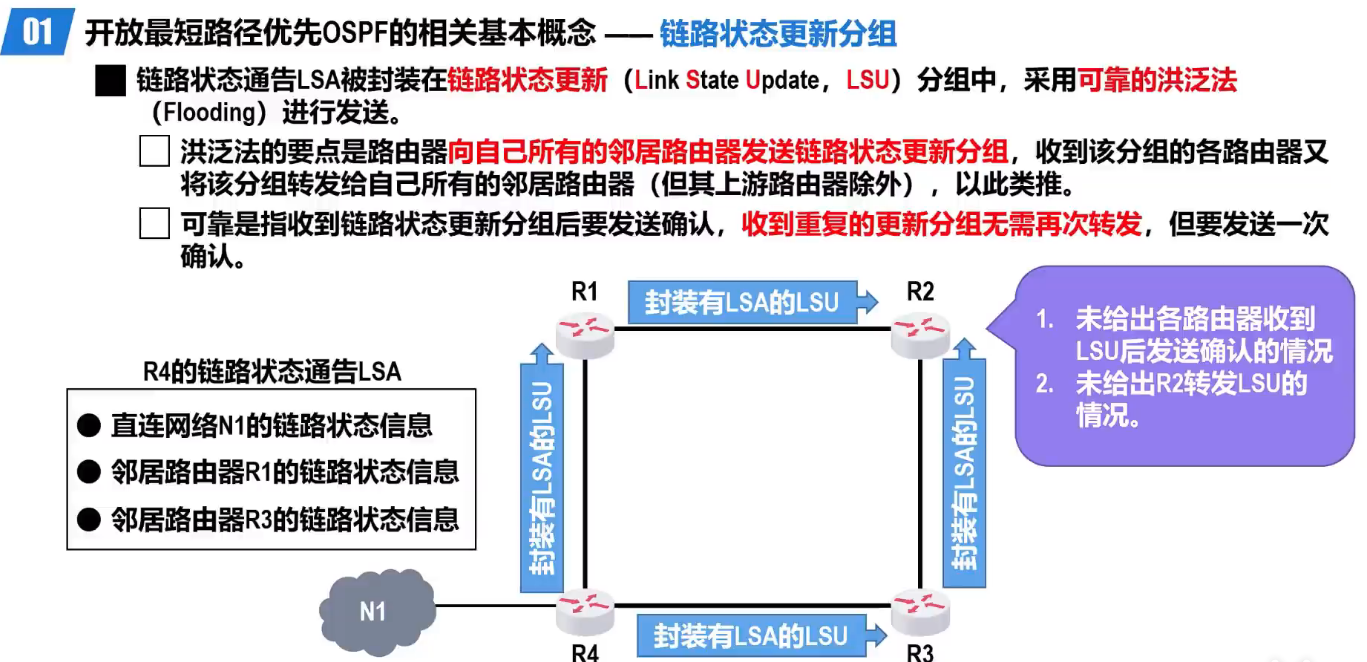 01 开放最短路径优先OSPF的相关基本概念 —— 链路状态更新分组
链路状态通告LSA被封装在链路状态更新（Link State Update，LSU）分组中，采用可靠的洪泛法
（Flooding）进行发送。
洪泛法的要点是路由器向自己所有的邻居路由器发送链路状态更新分组，收到该分组的各路由器又
将该分组转发给自己所有的邻居路由器（但其上游路由器除外），以此类推。
可靠是指收到链路状态更新分组后要发送确认，收到重复的更新分组无需再次转发，但要发送一次
确认。
R1
封装有LSA的LSU
R2
1. 未给出各路由器收到
LSU后发送确认的情况
2. 未给出R2转发LSU的
情况。
R4的链路状态通告LSA
直连网络N1的链路状态信息
邻居路由器R1的链路状态信息
邻居路由器R3的链路状态信息
封装有LSA的LSU
封装有LSA的LSU
N1
R4
封装有LSA的LSU
R3